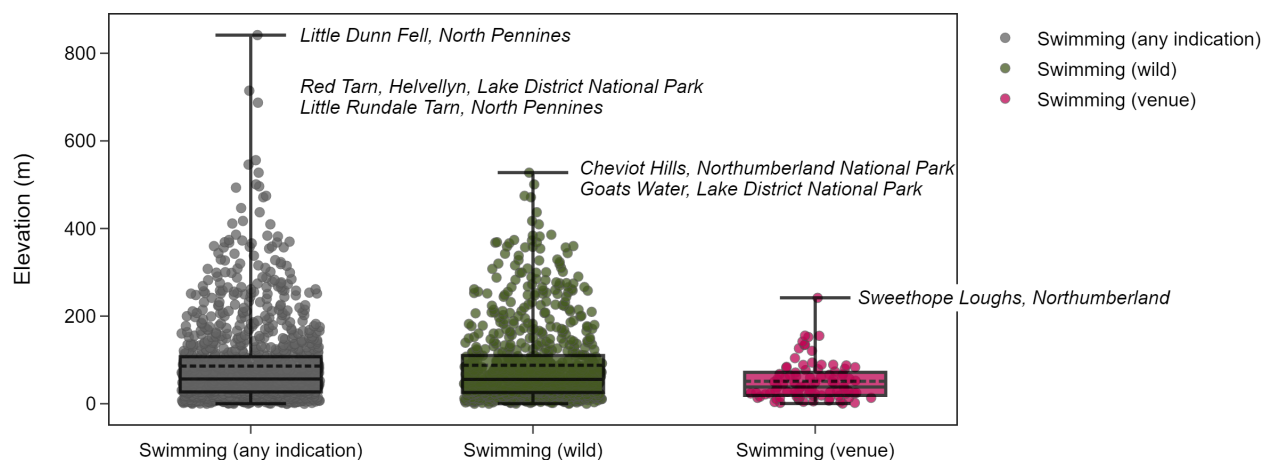 Elevation (m)
800
600
400
200
0
Little Dunn Fell, North Pennines
Red Tarn, Helvellyn, Lake District National Park
Little Rundale Tarn, North Pennines
Cheviot Hills, Northumberland National Park
Goats Water, Lake District National Park
Sweethope Loughs, Northumberland
Swimming (any indication)
Swimming (wild)
Swimming (venue)
Swimming (any indication)
Swimming (wild)
Swimming (venue)